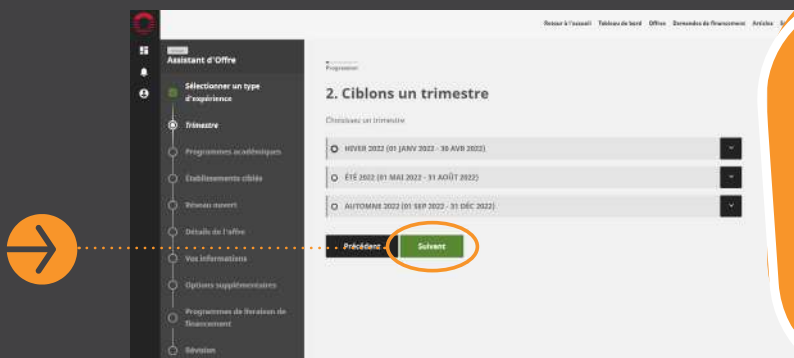 Retour à l'accueil Tableau de bord Offres Demandes de financement Articles
Assistant d'Offre
Sélectionner un type
d'expérience
Trimestre
Programmes académiques
Établissements ciblés
Réseau ouvert
Détails de l'offre
Vos informations
Options supplémentaires
Programmes de livraison de
financement
Révision
Progression
2. Ciblons un trimestre
Choisissez un trimestre
HIVER 2022 (01 JANV 2022 - 30 AVR 2022)
ÉTÉ 2022 (01 MAI 2022 - 31 AOÛT 2022)
AUTOMNE 2022 (01 SEP 2022 - 31 DÉC 2022)
Précédent Suivant